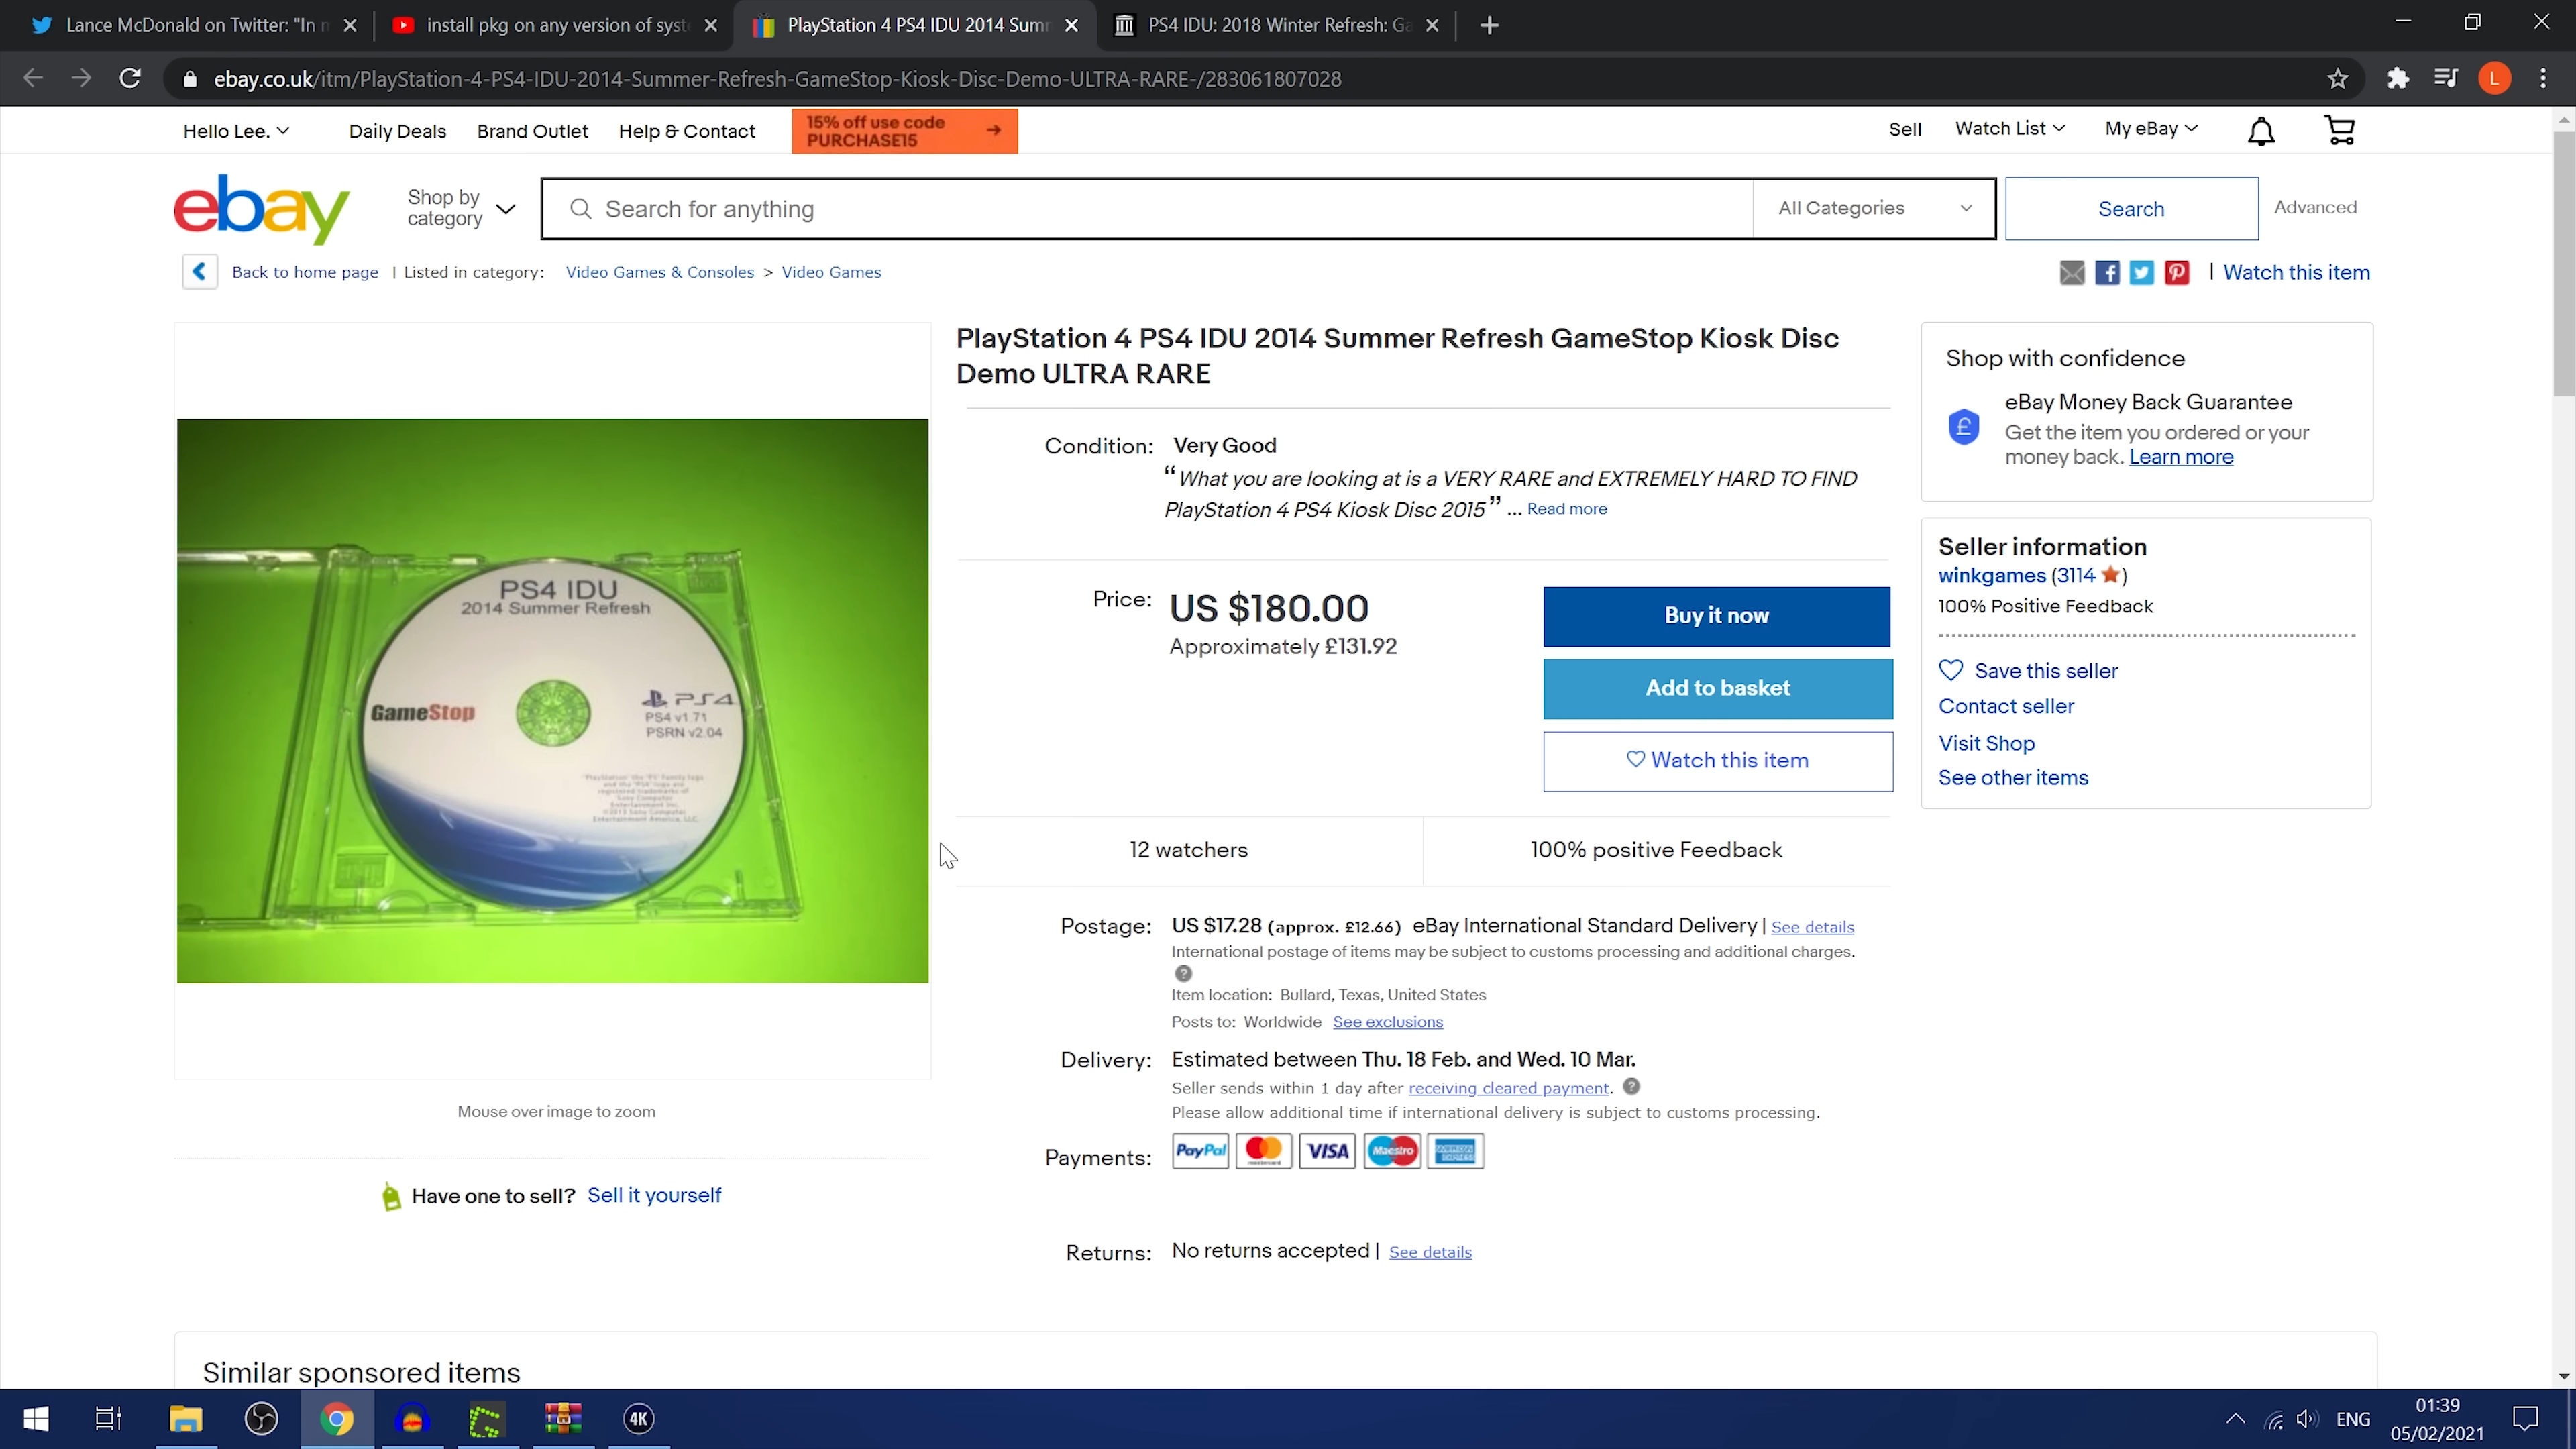 Lance McDonald on Twitter: "In m
install pkg on any version of syst
PlayStation 4 PS4 IDU 2014 Summ
PS4 IDU: 2018 Winter Refresh: Ga
ebay.co.uk/itm/PlayStation-4-PS4-IDU-2014-Summer-Refresh-GameStop-Kiosk-Disc-Demo-ULTRA-RARE-/283061807028
L
Hello Lee.
Daily Deals
Brand Outlet
Help & Contact
15% off use code
PURCHASE15
Sell
Watch List
My eBay
ebay
Shop by
category
Search for anything
All Categories
Search
Advanced
Back to home page | Listed in category: Video Games & Consoles > Video Games
| Watch this item
PS4 IDU
2014 Summer Refresh
GameStop
PS4
PS4 v1.71
PSRN v2.04
Mouse over image to zoom
Have one to sell? Sell it yourself
PlayStation 4 PS4 IDU 2014 Summer Refresh GameStop Kiosk Disc
Demo ULTRA RARE
Condition: Very Good
“What you are looking at is a VERY RARE and EXTREMELY HARD TO FIND
PlayStation 4 PS4 Kiosk Disc 2015” ... Read more
Price: US $180.00
Approximately £131.92
Buy it now
Add to basket
Watch this item
12 watchers
100% positive Feedback
Postage: US $17.28 (approx. £12.66) eBay International Standard Delivery | See details
International postage of items may be subject to customs processing and additional charges.
?
Item location: Bullard, Texas, United States
Posts to: Worldwide See exclusions
Delivery: Estimated between Thu. 18 Feb. and Wed. 10 Mar.
Seller sends within 1 day after receiving cleared payment. ?
Please allow additional time if international delivery is subject to customs processing.
Payments: PayPal VISA Maestro
Returns: No returns accepted | See details
Shop with confidence
eBay Money Back Guarantee
Get the item you ordered or your
money back. Learn more
Seller information
winkgames (3114 )
100% Positive Feedback
Save this seller
Contact seller
Visit Shop
See other items
Similar sponsored items
4K
ENG
01:39
05/02/2021